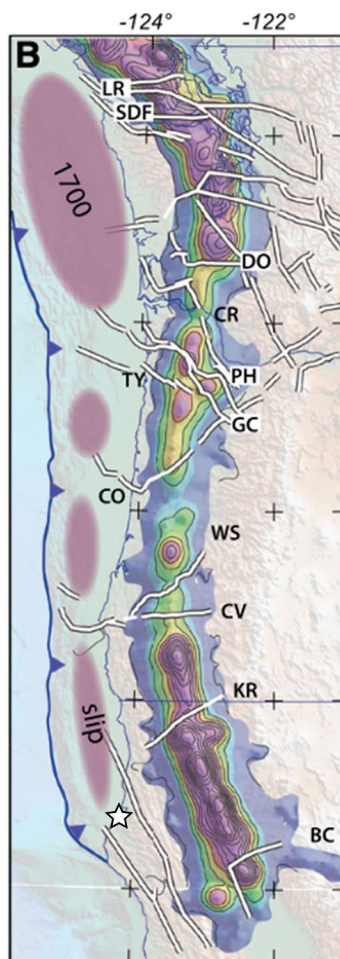 -124° -122°
B
LR
SDF
1700
DO
CR
TY PH
GC
CO
WS
CV
KR
slip
BC